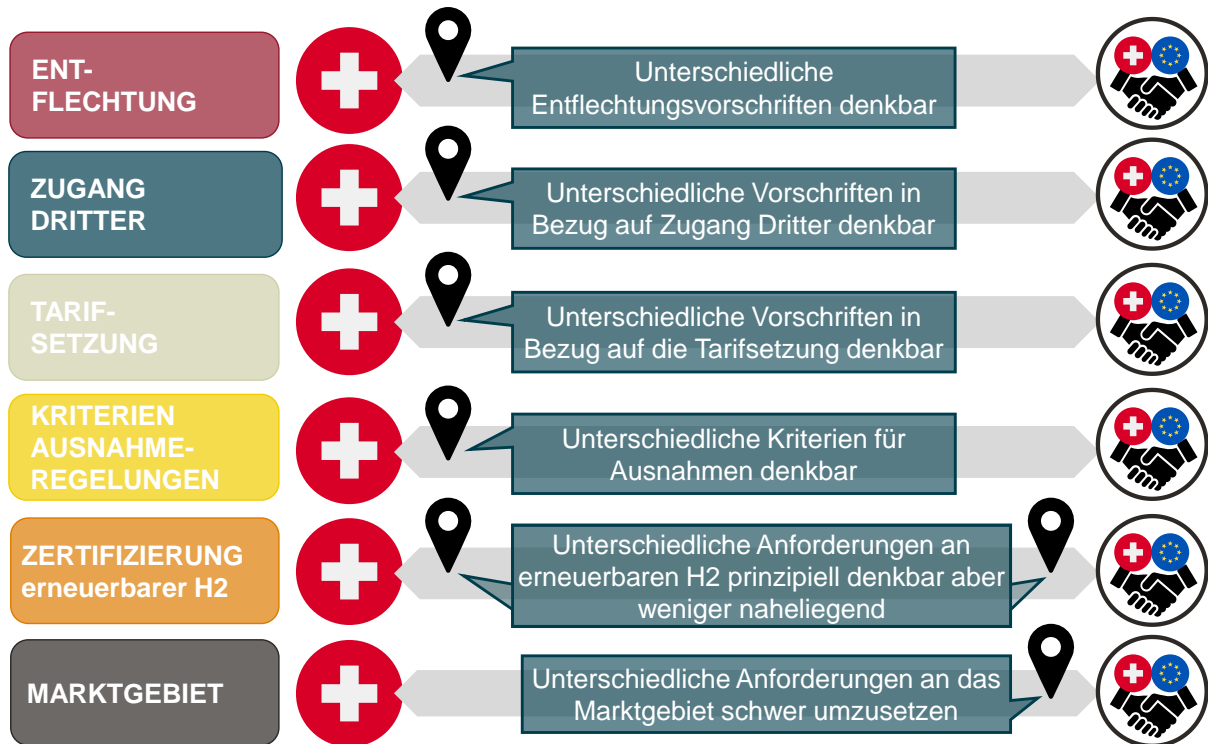 ENT-
FLECHTUNG
Unterschiedliche
Entflechtungsvorschriften denkbar
ZUGANG
DRITTER
Unterschiedliche Vorschriften in
Bezug auf Zugang Dritter denkbar
TARIF-
SETZUNG
Unterschiedliche Vorschriften in
Bezug auf die Tarifsetzung denkbar
KRITERIEN
AUSNAHME-
REGELUNGEN
Unterschiedliche Kriterien für
Ausnahmen denkbar
ZERTIFIZIERUNG
erneuerbarer H2
Unterschiedliche Anforderungen an
erneuerbaren H2 prinzipiell denkbar aber
weniger naheliegend
MARKTGEBIET
Unterschiedliche Anforderungen an das
Marktgebiet schwer umzusetzen